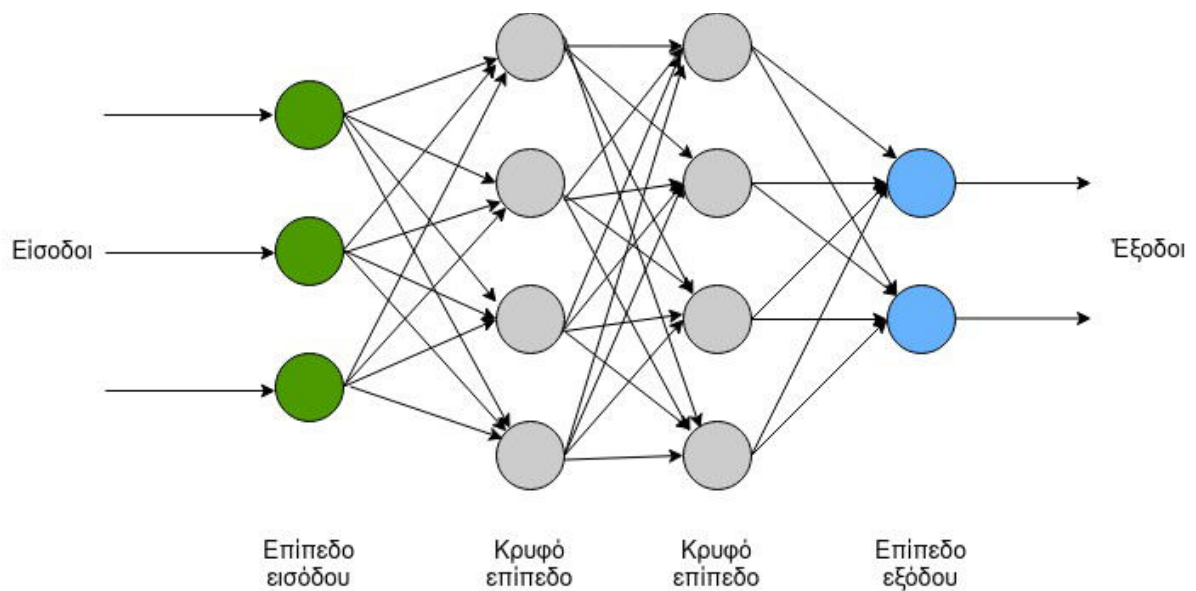 Είσοδοι
Έξοδοι
Επίπεδο
εισόδου
Κρυφό
επίπεδο
Κρυφό
επίπεδο
Επίπεδο
εξόδου